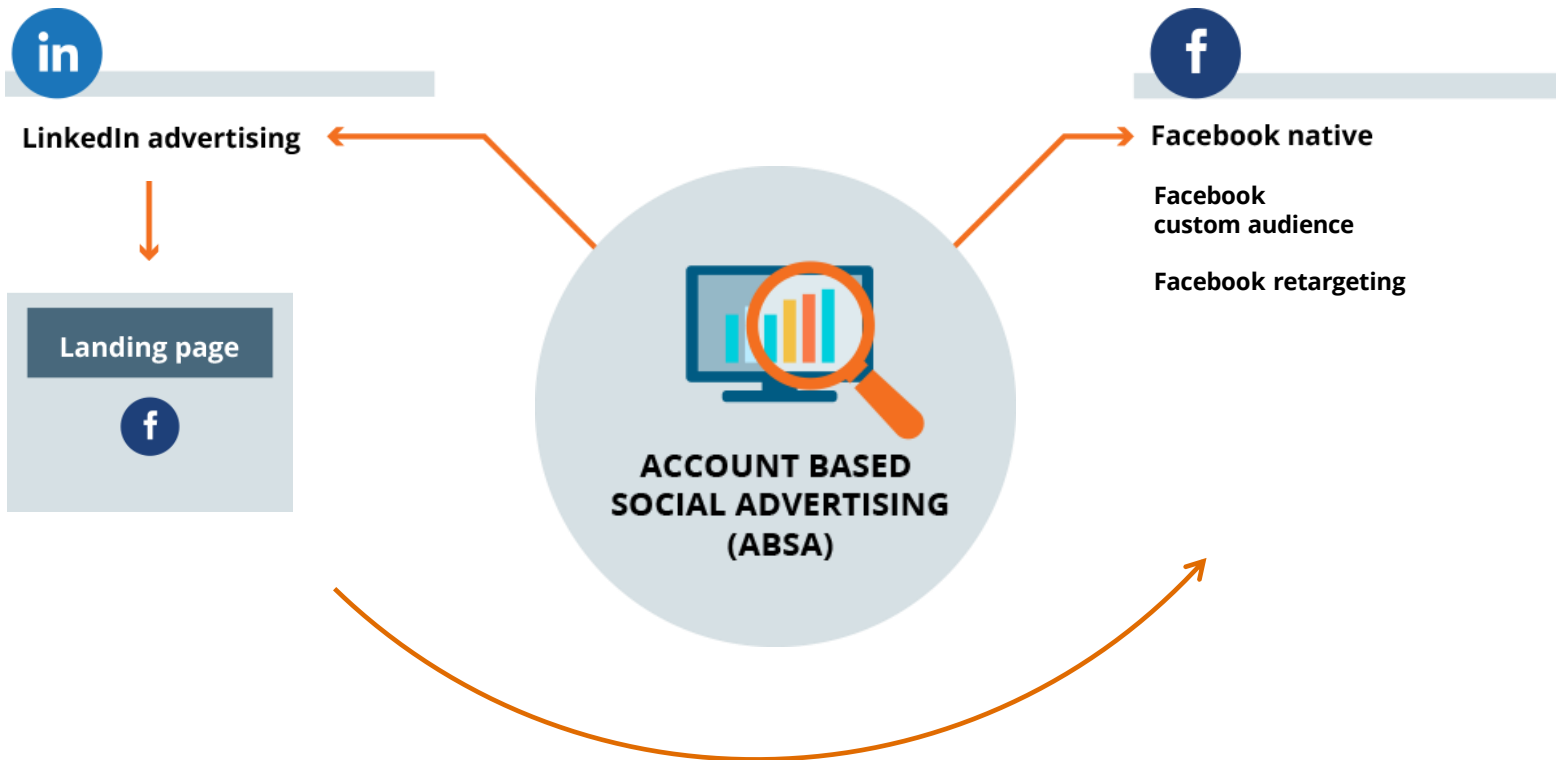 in
LinkedIn advertising
Landing page
f
ACCOUNT BASED
SOCIAL ADVERTISING
(ABSA)
f
Facebook native
Facebook
custom audience
Facebook retargeting